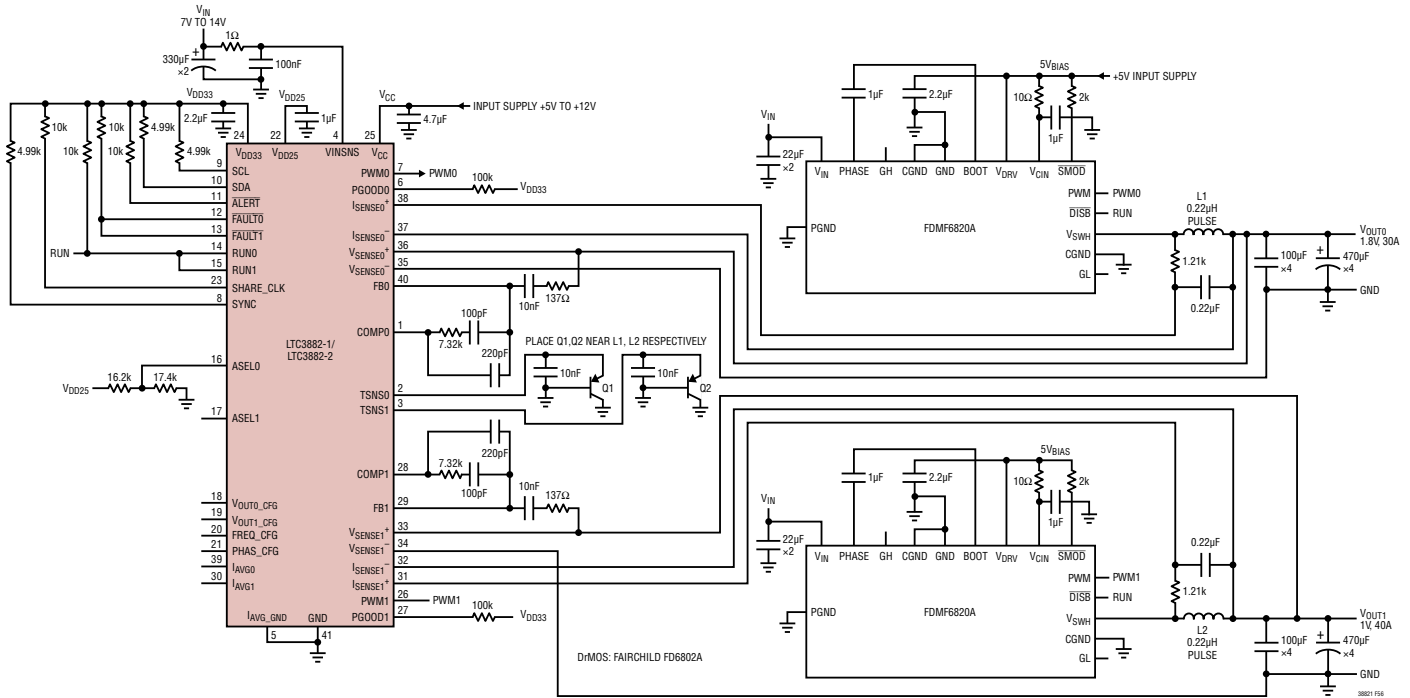 VIN
7V TO 14V
1Ω
330µF
×2
+
100nF
VDD33
2.2µF
VDD25
1µF
VCC
INPUT SUPPLY +5V TO +12V
4.7µF
10k
10k
4.99k
4.99k
10k
10k
4.99k
24
22
4
25
VDD33
VDD25
VINSNS
VCC
9
SCL
10
SDA
11
ALERT
12
FAULT0
13
FAULT1
RUN
14
RUN0
15
RUN1
23
SHARE_CLK
8
SYNC
LTC3882-1/
LTC3882-2
16
ASEL0
VDD25
16.2k
17.4k
17
ASEL1
18
VOUT0_CFG
19
VOUT1_CFG
20
FREQ_CFG
21
PHAS_CFG
39
IAVG0
30
IAVG1
IAVG_GND
GND
5
41
PWM0
7
PWM0
PGOOD0
6
100k
VDD33
ISENSE0+
38
ISENSE0–
37
VSENSE0+
36
VSENSE0–
35
FB0
40
10nF
137Ω
COMP0
1
100pF
7.32k
220pF
PLACE Q1,Q2 NEAR L1, L2 RESPECTIVELY
10nF
Q1
10nF
Q2
TSNS0
2
TSNS1
3
220pF
COMP1
28
7.32k
100pF
10nF
137Ω
FB1
29
VSENSE1+
33
VSENSE1–
34
ISENSE1–
32
ISENSE1+
31
PWM1
26
PWM1
PGOOD1
27
100k
VDD33
1µF
2.2µF
5VBIAS
+5V INPUT SUPPLY
10Ω
2k
1µF
VIN
22µF
×2
VIN
PHASE
GH
CGND
GND
BOOT
VDRV
VCIN
SMOD
PGND
FDMF6820A
PWM
PWM0
DISB
RUN
VSWH
CGND
GL
L1
0.22µH
PULSE
1.21k
0.22µF
VOUT0
1.8V, 30A
100µF
×4
+
470µF
×4
GND
1µF
2.2µF
5VBIAS
10Ω
2k
1µF
VIN
22µF
×2
VIN
PHASE
GH
CGND
GND
BOOT
VDRV
VCIN
SMOD
PGND
FDMF6820A
PWM
PWM1
DISB
RUN
VSWH
CGND
GL
0.22µF
1.21k
L2
0.22µH
PULSE
VOUT1
1V, 40A
100µF
×4
+
470µF
×4
GND
DrMOS: FAIRCHILD FD6802A
38821 F56